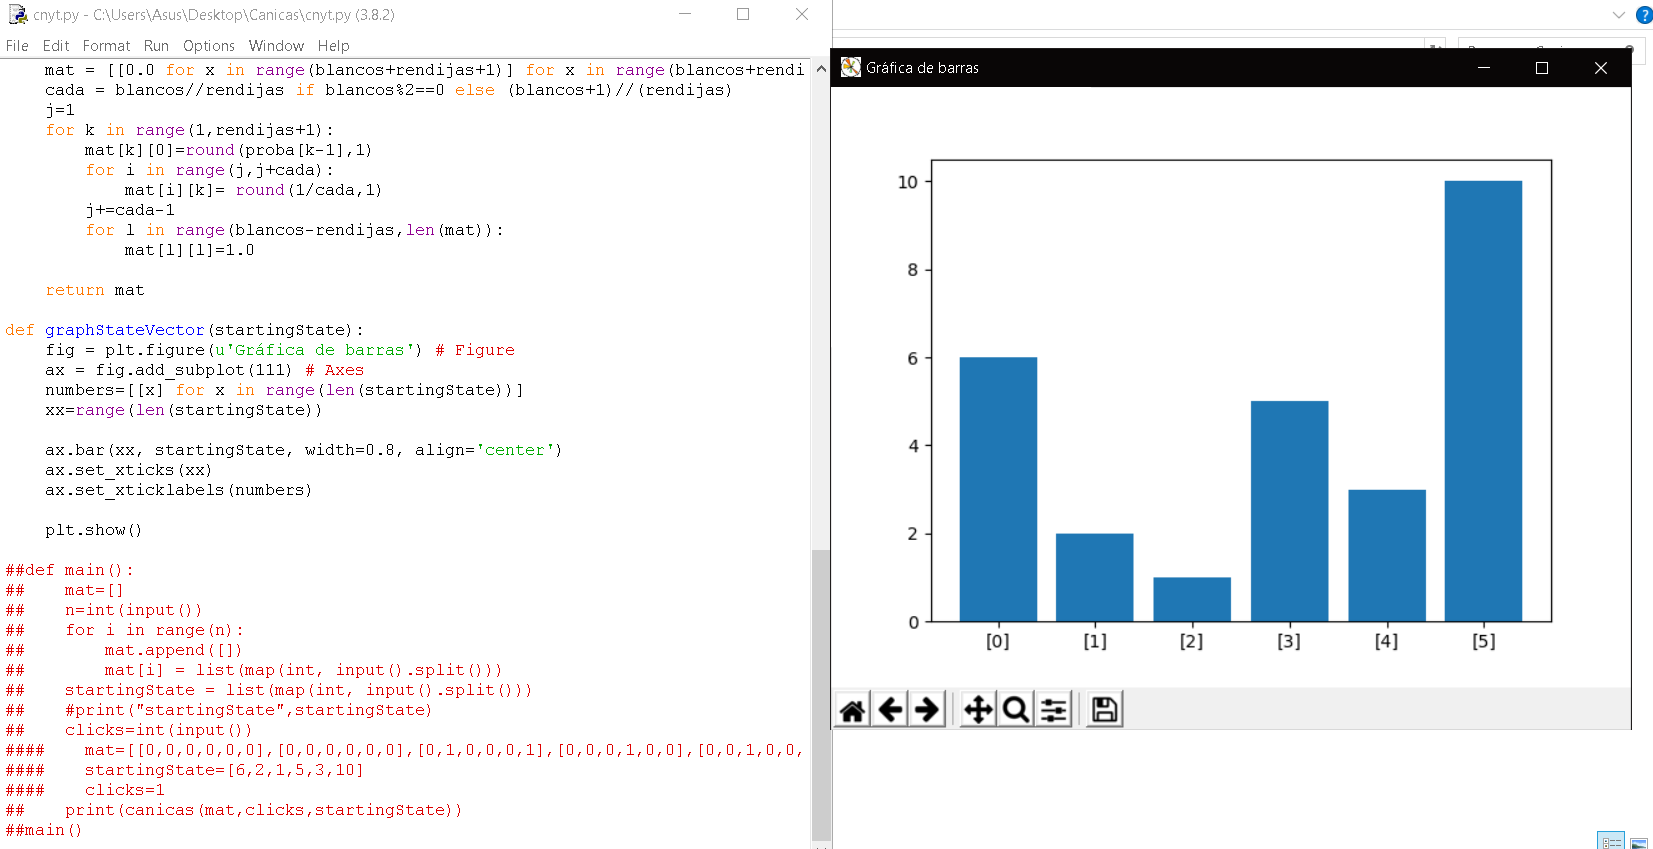 cnyt.py - C:\Users\Asus\Desktop\Canicas\cnyt.py (3.8.2)
File Edit Format Run Options Window Help
    mat = [[0.0 for x in range(blancos+rendijas+1)] for x in range(blancos+rendi
    cada = blancos//rendijas if blancos%2==0 else (blancos+1)//(rendijas)
    j=1
    for k in range(1,rendijas+1):
        mat[k][0]=round(proba[k-1],1)
        for i in range(j,j+cada):
            mat[i][k]= round(1/cada,1)
        j+=cada-1
        for l in range(blancos-rendijas,len(mat)):
            mat[l][l]=1.0
    return mat
def graphStateVector(startingState):
    fig = plt.figure(u'Gráfica de barras') # Figure
    ax = fig.add_subplot(111) # Axes
    numbers=[[x] for x in range(len(startingState))]
    xx=range(len(startingState))
    ax.bar(xx, startingState, width=0.8, align='center')
    ax.set_xticks(xx)
    ax.set_xticklabels(numbers)
    plt.show()
##def main():
##    mat=[]
##    n=int(input())
##    for i in range(n):
##        mat.append([])
##        mat[i] = list(map(int, input().split()))
##    startingState = list(map(int, input().split()))
##    #print("startingState",startingState)
##    clicks=int(input())
####    mat=[[0,0,0,0,0,0],[0,0,0,0,0,0],[0,1,0,0,0,1],[0,0,0,1,0,0],[0,0,1,0,0,
####    startingState=[6,2,1,5,3,10]
####    clicks=1
##    print(canicas(mat,clicks,startingState))
##main()
Gráfica de barras
10
8
6
4
2
0
[0] [1] [2] [3] [4] [5]